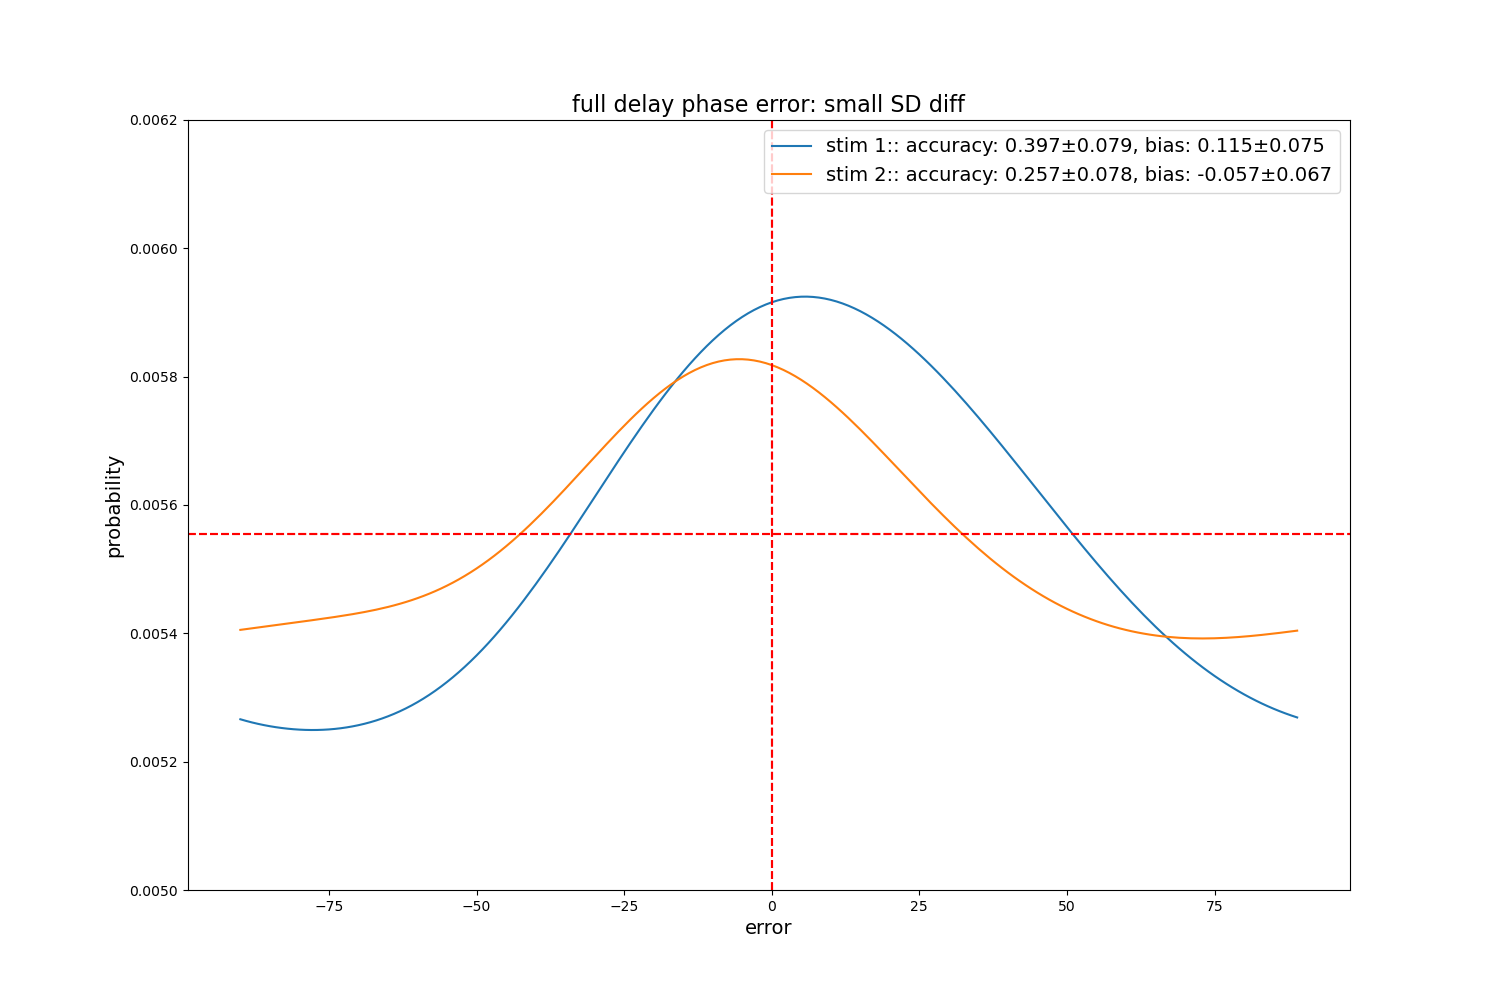 full delay phase error: small SD diff
stim 1:: accuracy: 0.397±0.079, bias: 0.115±0.075
stim 2:: accuracy: 0.257±0.078, bias: -0.057±0.067
probability
0.0062
0.0060
0.0058
0.0056
0.0054
0.0052
0.0050
−75 −50 −25 0 25 50 75
error